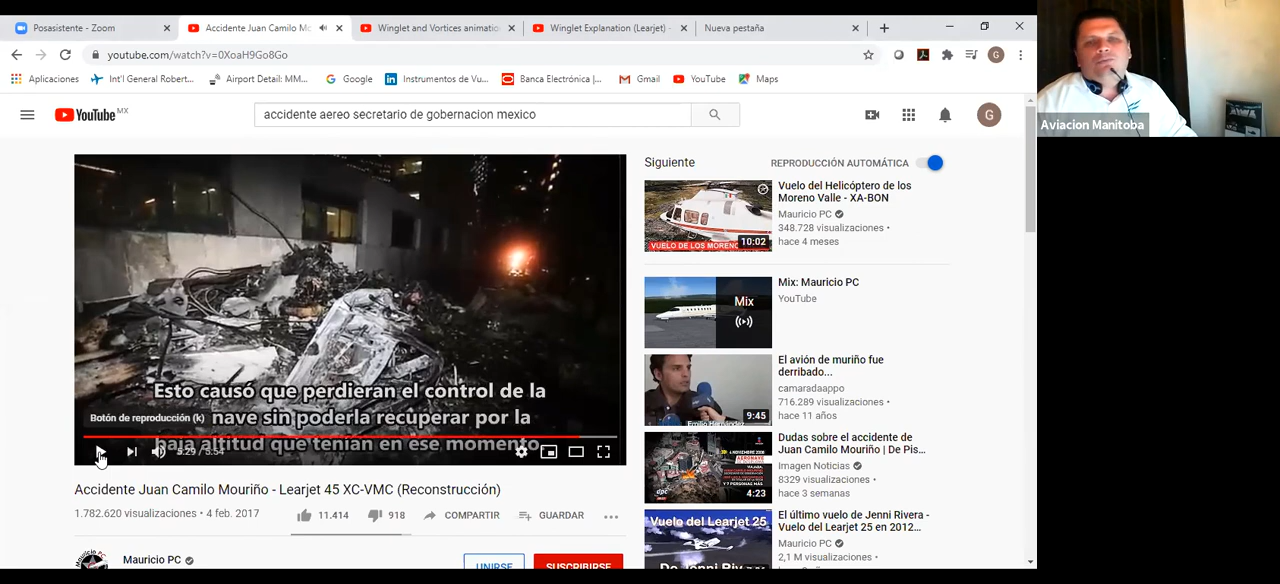 Posasistente - Zoom
Accidente Juan Camilo Mo
Winglet and Vortices animatio
Winglet Explanation (Learjet) -
Nueva pestaña
youtube.com/watch?v=0XoaH9Go8Go
G
Aplicaciones
Int'l General Robert...
Airport Detail: MM...
Google
Instrumentos de Vu...
Banca Electrónica |...
Gmail
YouTube
Maps
YouTube MX
accidente aereo secretario de gobernacion mexico
G
Aviacion Manitoba
Esto causó que perdieran el control de la
nave sin poderla recuperar por la
baja altitud que tenían en ese momento.
Botón de reproducción (k)
5:29 / 5:54
Accidente Juan Camilo Mouriño - Learjet 45 XC-VMC (Reconstrucción)
1.782.620 visualizaciones • 4 feb. 2017
11.414
918
COMPARTIR
GUARDAR
Mauricio PC
UNIRSE
SUSCRIBIRSE
Siguiente
REPRODUCCIÓN AUTOMÁTICA
VUELO DE LOS MORENO
10:02
Vuelo del Helicóptero de los
Moreno Valle - XA-BON
Mauricio PC
348.728 visualizaciones •
hace 4 meses
Mix
Mix: Mauricio PC
YouTube
9:45
El avión de muriño fue
derribado...
camaradaappo
716.289 visualizaciones •
hace 11 años
4:23
Dudas sobre el accidente de
Juan Camilo Mouriño | De Pis...
Imagen Noticias
8329 visualizaciones •
hace 3 semanas
Vuelo del Learjet 25
De Jenni Riv
El último vuelo de Jenni Rivera -
Vuelo del Learjet 25 en 2012...
Mauricio PC
2,1 M visualizaciones •